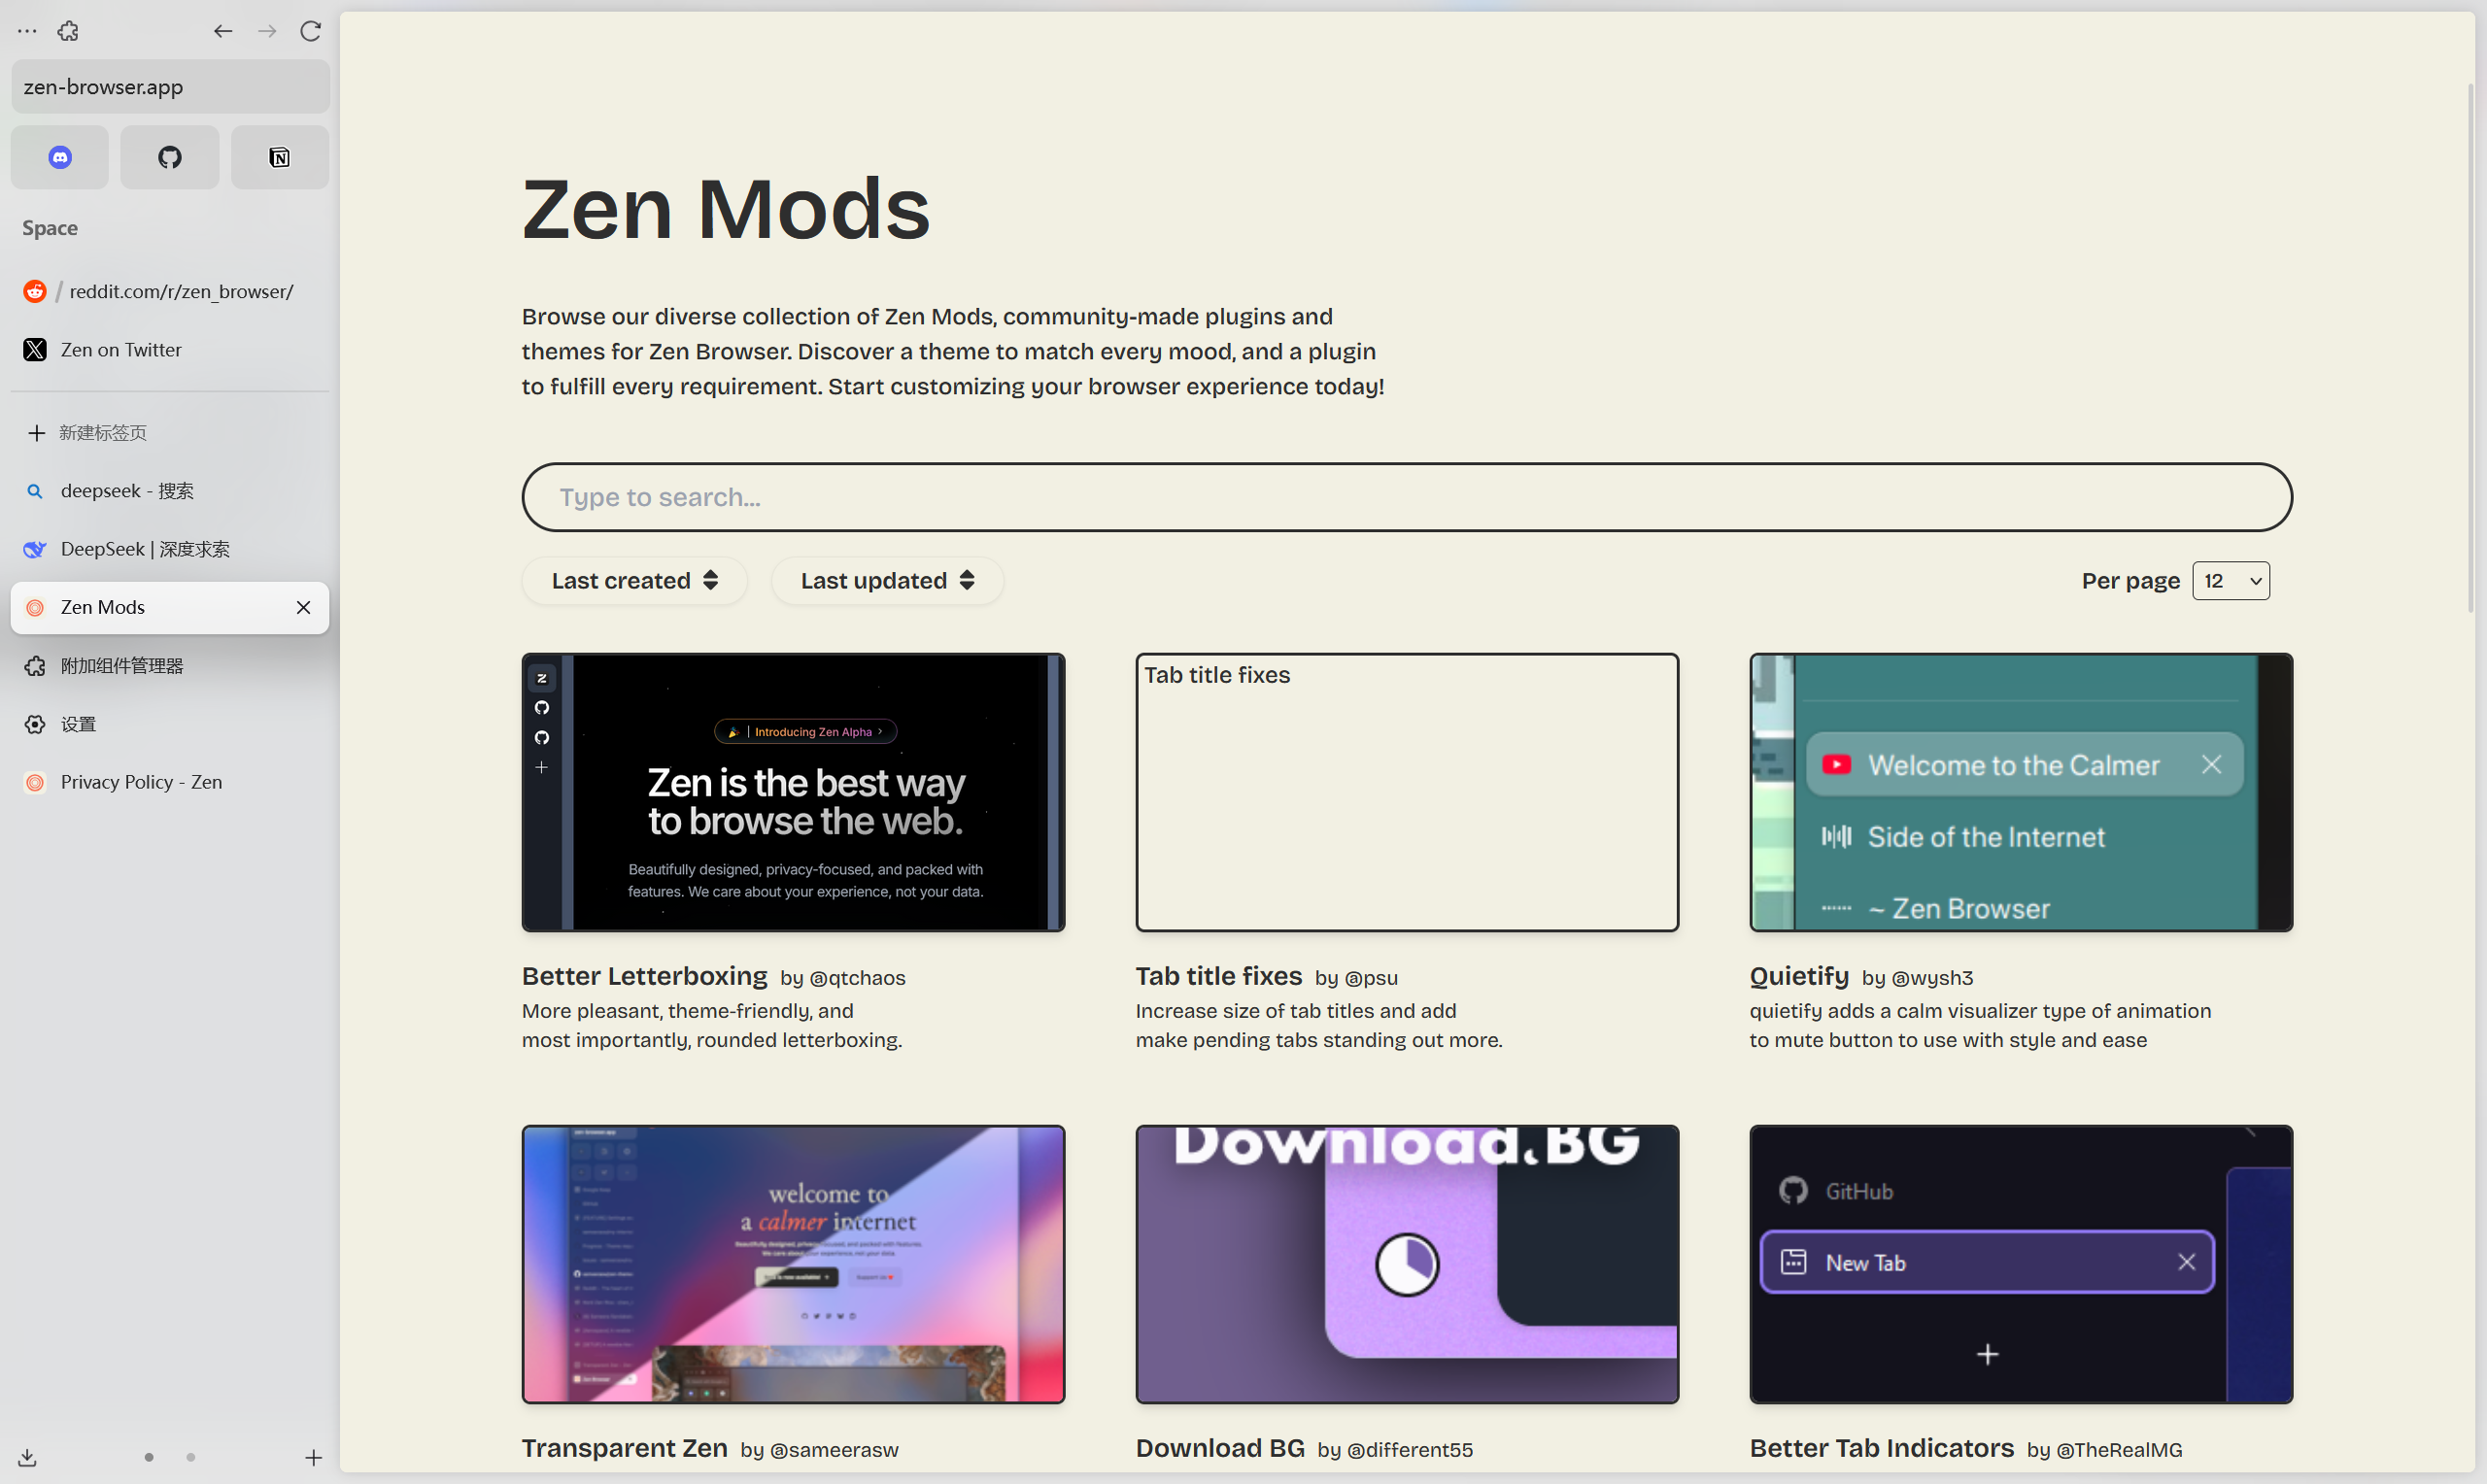 zen-browser.app
Space
/ reddit.com/r/zen_browser/
Zen on Twitter
新建标签页
deepseek - 搜索
DeepSeek | 深度求索
Zen Mods
附加组件管理器
设置
Privacy Policy - Zen
Zen Mods
Browse our diverse collection of Zen Mods, community-made plugins and
themes for Zen Browser. Discover a theme to match every mood, and a plugin
to fulfill every requirement. Start customizing your browser experience today!
Type to search...
Last created
Last updated
Per page 12
Introducing Zen Alpha
Zen is the best way
to browse the web.
Beautifully designed, privacy-focused, and packed with
features. We care about your experience, not your data.
Better Letterboxing by @qtchaos
More pleasant, theme-friendly, and
most importantly, rounded letterboxing.
Tab title fixes
Tab title fixes by @psu
Increase size of tab titles and add
make pending tabs standing out more.
Welcome to the Calmer
Side of the Internet
~ Zen Browser
Quietify by @wysh3
quietify adds a calm visualizer type of animation
to mute button to use with style and ease
welcome to
a calmer internet
Transparent Zen by @sameerasw
Download.BG
Download BG by @different55
GitHub
New Tab
Better Tab Indicators by @TheRealMG